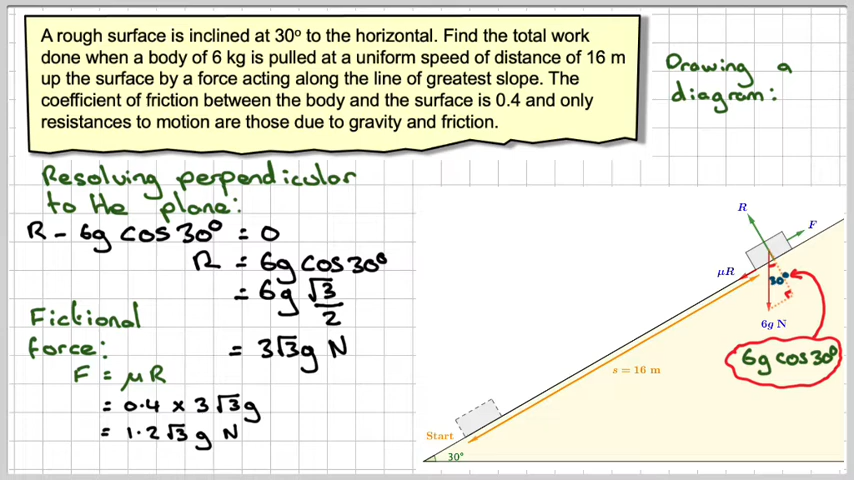 A rough surface is inclined at 30° to the horizontal. Find the total work
done when a body of 6 kg is pulled at a uniform speed of distance of 16 m
up the surface by a force acting along the line of greatest slope. The
coefficient of friction between the body and the surface is 0.4 and only
resistances to motion are those due to gravity and friction.
Drawing a
diagram:
Resolving perpendicular
to the plane:
R - 6g cos 30° = 0
R = 6g cos 30°
= 6g √3/2
= 3√3g N
Fictional
force:
F = μR
= 0.4 × 3√3g
= 1.2√3g N
R
F
μR
30°
6g N
6g cos 30°
s = 16 m
Start
30°